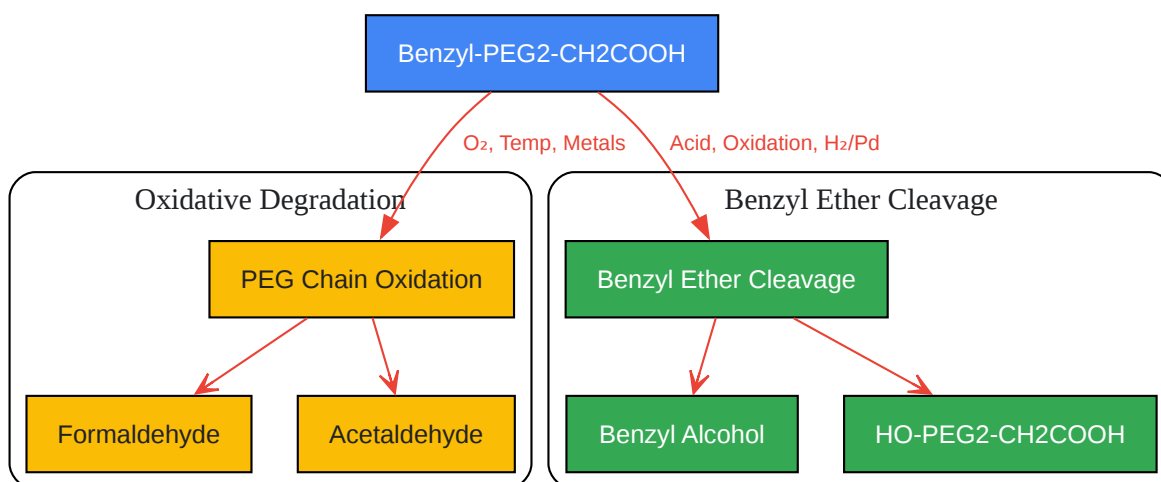 Benzyl-PEG2-CH2COOH
O₂, Temp, Metals
Acid, Oxidation, H₂/Pd
Oxidative Degradation
Benzyl Ether Cleavage
PEG Chain Oxidation
Benzyl Ether Cleavage
Formaldehyde
Acetaldehyde
Benzyl Alcohol
HO-PEG2-CH2COOH